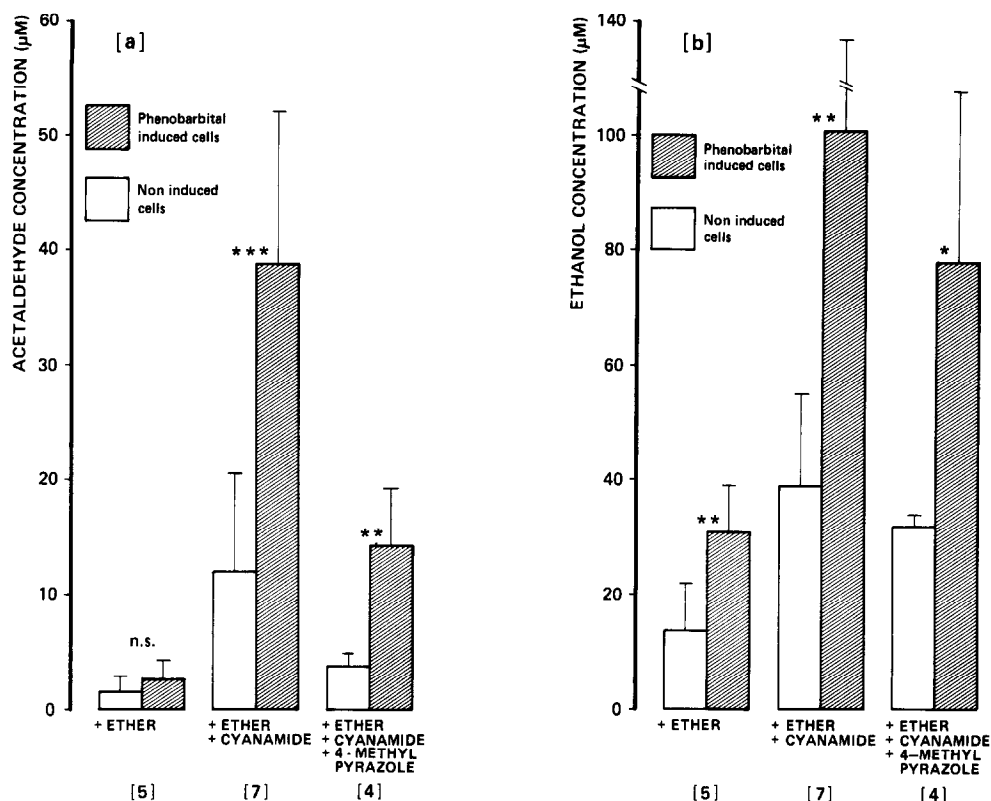 [a]
ACETALDEHYDE CONCENTRATION (µM)
60
50
40
30
20
10
0
Phenobarbital
induced cells
Non induced
cells
n.s.
***
**
+ ETHER
+ ETHER
+ CYANAMIDE
+ ETHER
+ CYANAMIDE
+ 4-METHYL
PYRAZOLE
[5]
[7]
[4]
[b]
ETHANOL CONCENTRATION (µM)
140
100
80
60
40
20
0
Phenobarbital
induced cells
Non induced
cells
**
**
*
+ ETHER
+ ETHER
+ CYANAMIDE
+ ETHER
+ CYANAMIDE
+ 4–METHYL
PYRAZOLE
[5]
[7]
[4]